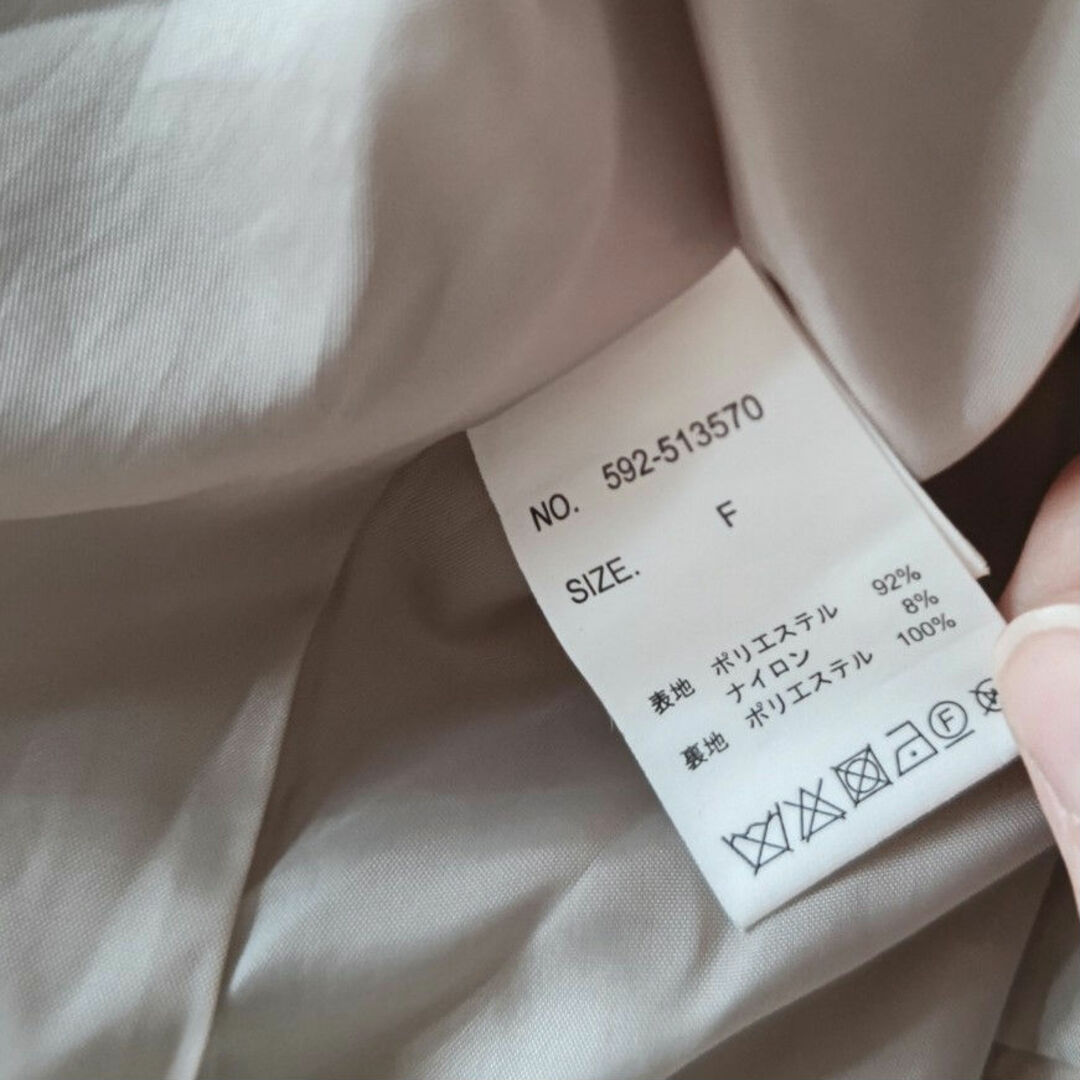 NO. 592-513570
SIZE. F
表地 ポリエステル 92%
ナイロン 8%
裏地 ポリエステル 100%
F